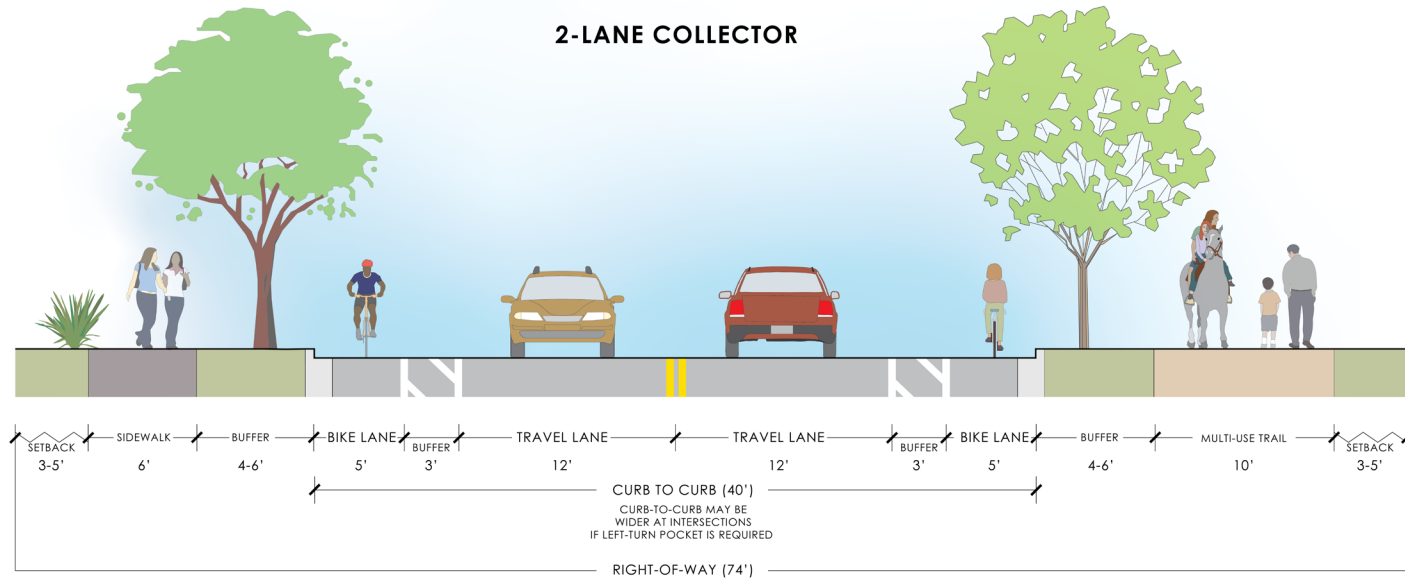 2-LANE COLLECTOR
SETBACK
3-5'
SIDEWALK
6'
BUFFER
4-6'
BIKE LANE
5'
BUFFER
3'
TRAVEL LANE
12'
TRAVEL LANE
12'
BUFFER
3'
BIKE LANE
5'
BUFFER
4-6'
MULTI-USE TRAIL
10'
SETBACK
3-5'
CURB TO CURB (40')
CURB-TO-CURB MAY BE
WIDER AT INTERSECTIONS
IF LEFT-TURN POCKET IS REQUIRED
RIGHT-OF-WAY (74')